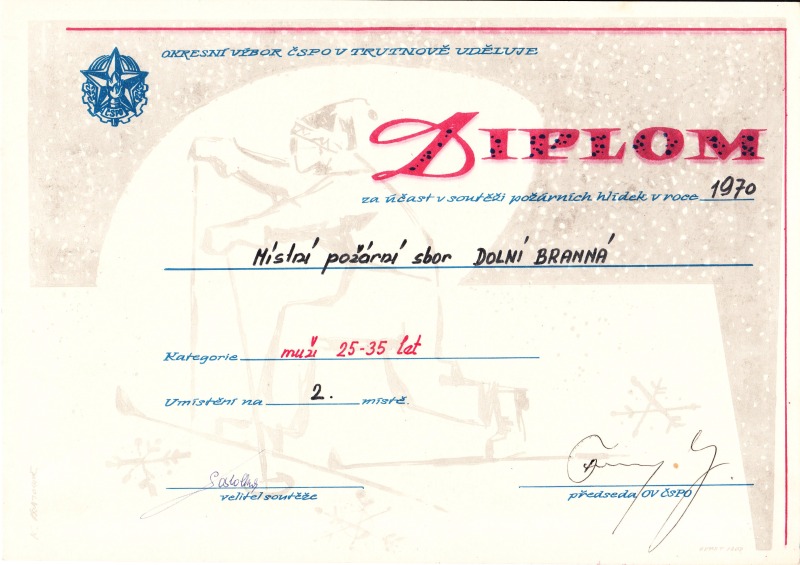 OKRESNÍ VÝBOR ČSPO V TRUTNOVĚ UDĚLUJE
ČSPO
DIPLOM
za účast v soutěži požárních hlídek v roce 1970
Místní požární sbor DOLNÍ BRANNÁ
Kategorie muži 25-35 let
Umístění na 2. místě.
velitel soutěže
předseda OV ČSPO